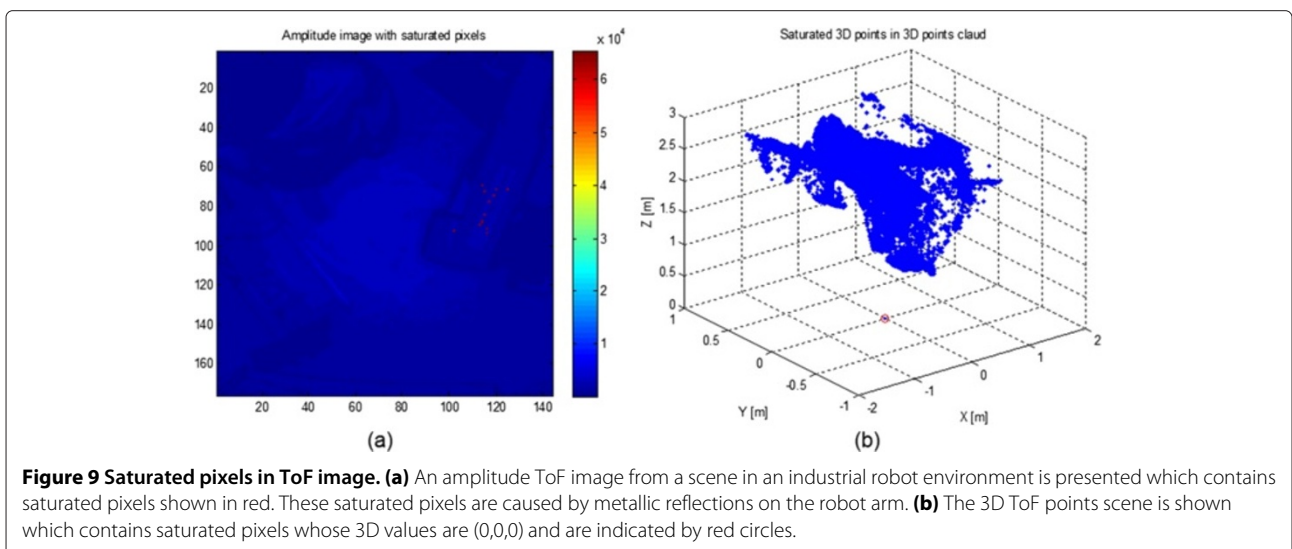 Amplitude image with saturated pixels
x 10⁴
20
40
60
80
100
120
140
160
20 40 60 80 100 120 140
6
5
4
3
2
1
(a)
Saturated 3D points in 3D points claud
3
2.5
2
1.5
1
0.5
0
Z [m]
1
0.5
0
-0.5
-1
Y [m]
-2
-1
0
1
2
X [m]
(b)
Figure 9 Saturated pixels in ToF image. (a) An amplitude ToF image from a scene in an industrial robot environment is presented which contains
saturated pixels shown in red. These saturated pixels are caused by metallic reflections on the robot arm. (b) The 3D ToF points scene is shown
which contains saturated pixels whose 3D values are (0,0,0) and are indicated by red circles.